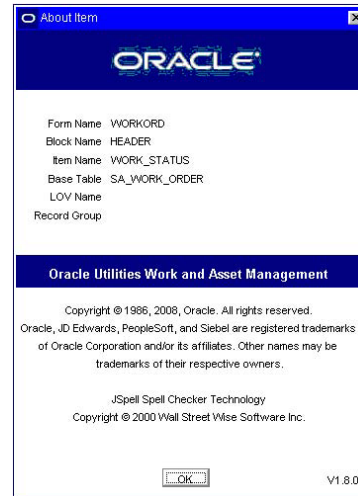 About Item
ORACLE
Form Name WORKORD
Block Name HEADER
Item Name WORK_STATUS
Base Table SA_WORK_ORDER
LOV Name
Record Group
Oracle Utilities Work and Asset Management
Copyright © 1986, 2008, Oracle. All rights reserved.
Oracle, JD Edwards, PeopleSoft, and Siebel are registered trademarks
of Oracle Corporation and/or its affiliates. Other names may be
trademarks of their respective owners.
JSpell Spell Checker Technology
Copyright © 2000 Wall Street Wise Software Inc.
OK
V1.8.0